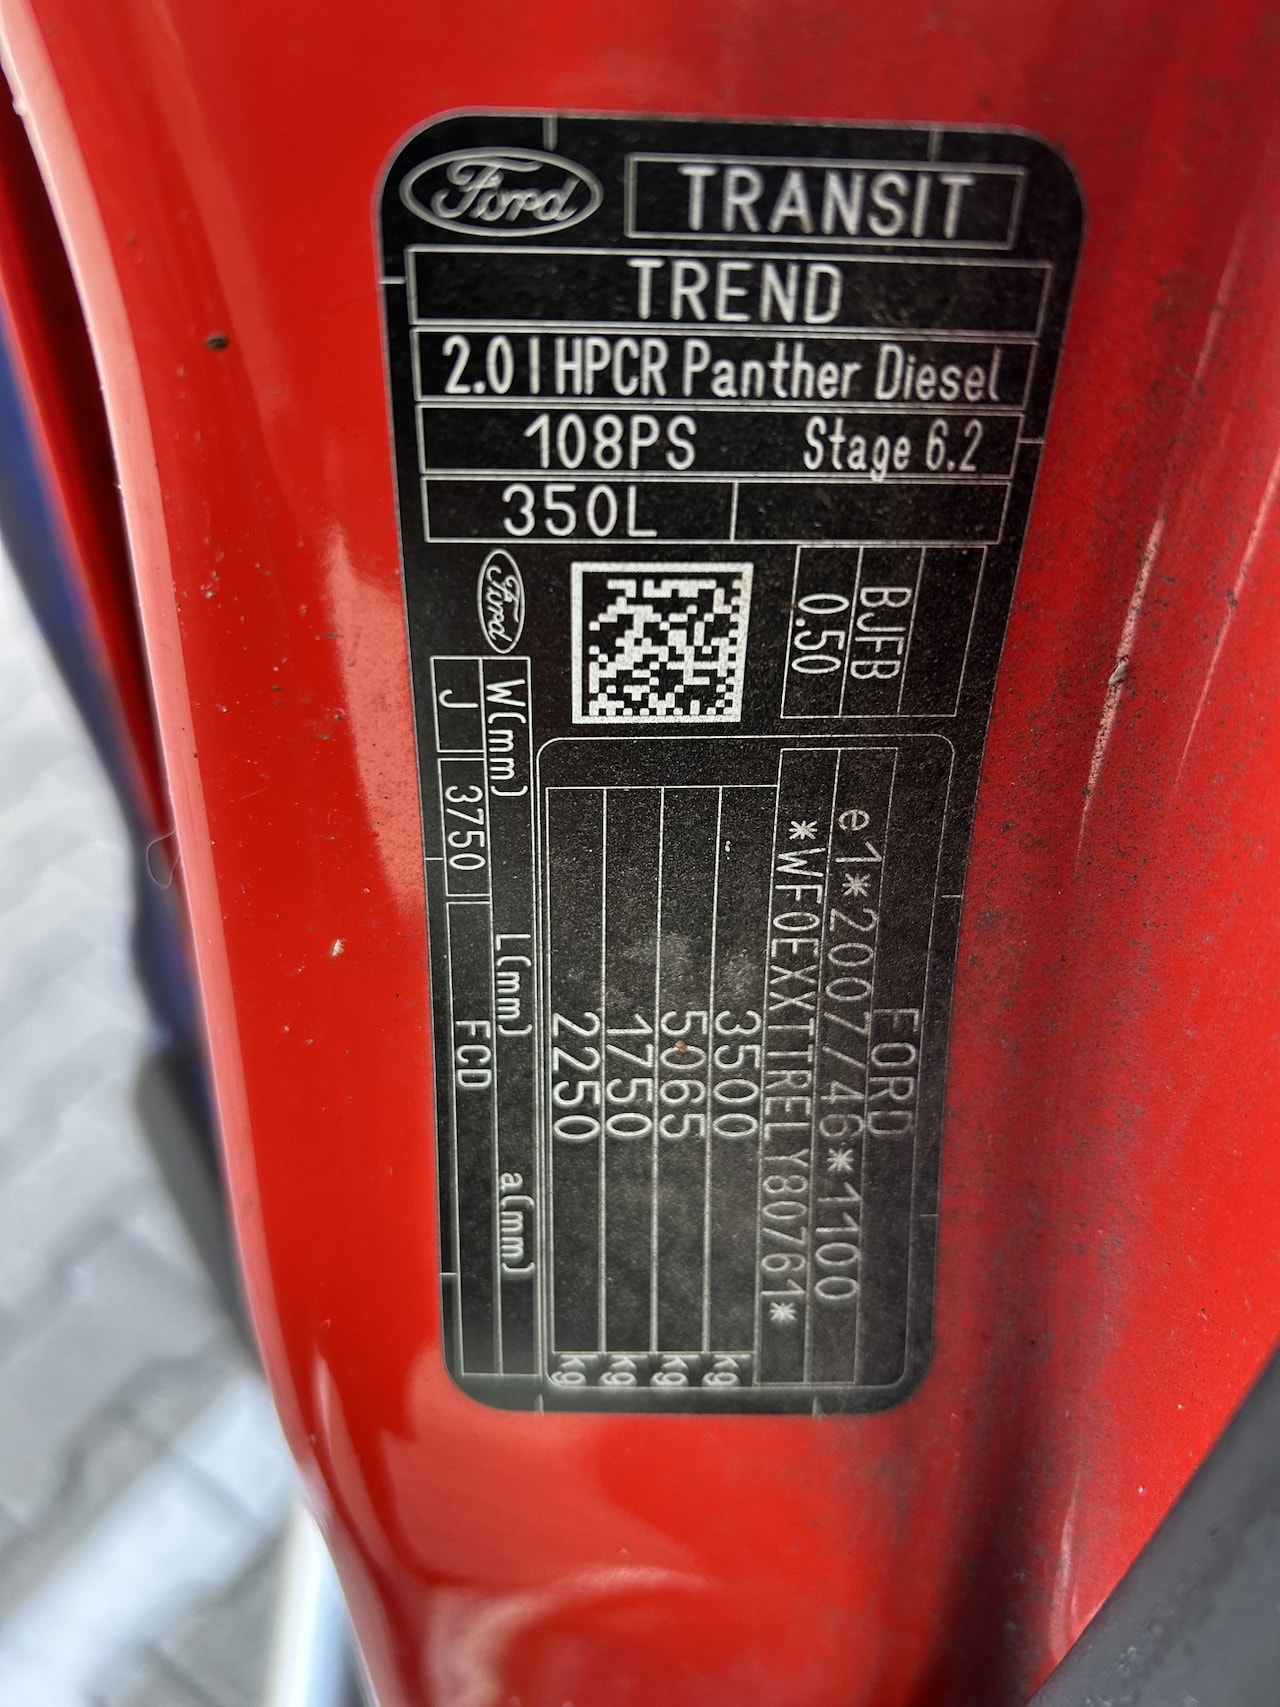 Ford TRANSIT
TREND
2.0 l HPCR Panther Diesel
108PS Stage 6.2
350L
BJFB
0.50
Ford
FORD
e1*2007/46*1100
*WF0EXXTTRELY80761*
3500 kg
5065 kg
1750 kg
2250 kg
W(mm) L(mm) a(mm)
J 3750 FCD